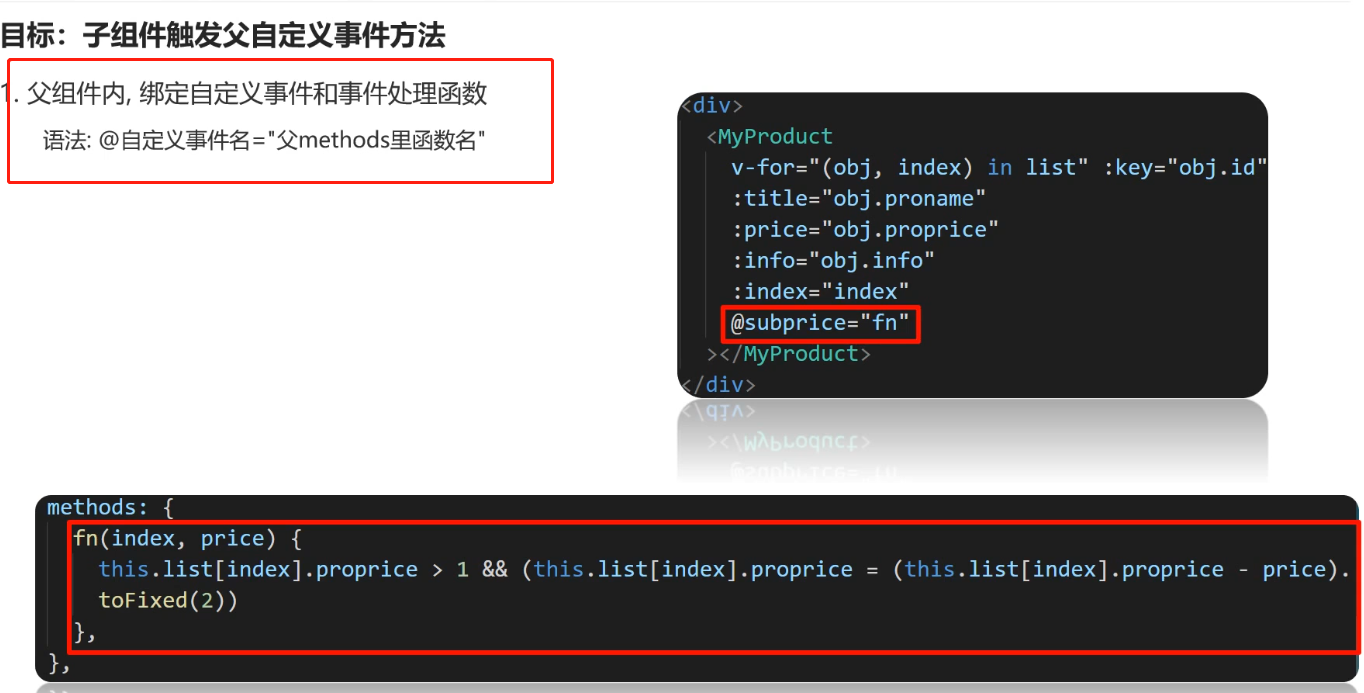 目标：子组件触发父自定义事件方法
1. 父组件内, 绑定自定义事件和事件处理函数
语法: @自定义事件名="父methods里函数名"
<div>
<MyProduct
v-for="(obj, index) in list" :key="obj.id"
:title="obj.proname"
:price="obj.proprice"
:info="obj.info"
:index="index"
@subprice="fn"
></MyProduct>
</div>
methods: {
fn(index, price) {
this.list[index].proprice > 1 && (this.list[index].proprice = (this.list[index].proprice - price).
toFixed(2))
},
},